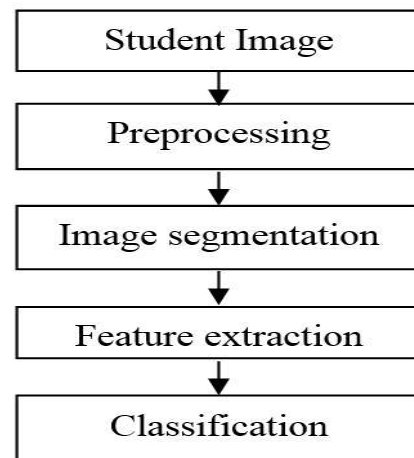 Student Image
Preprocessing
Image segmentation
Feature extraction
Classification